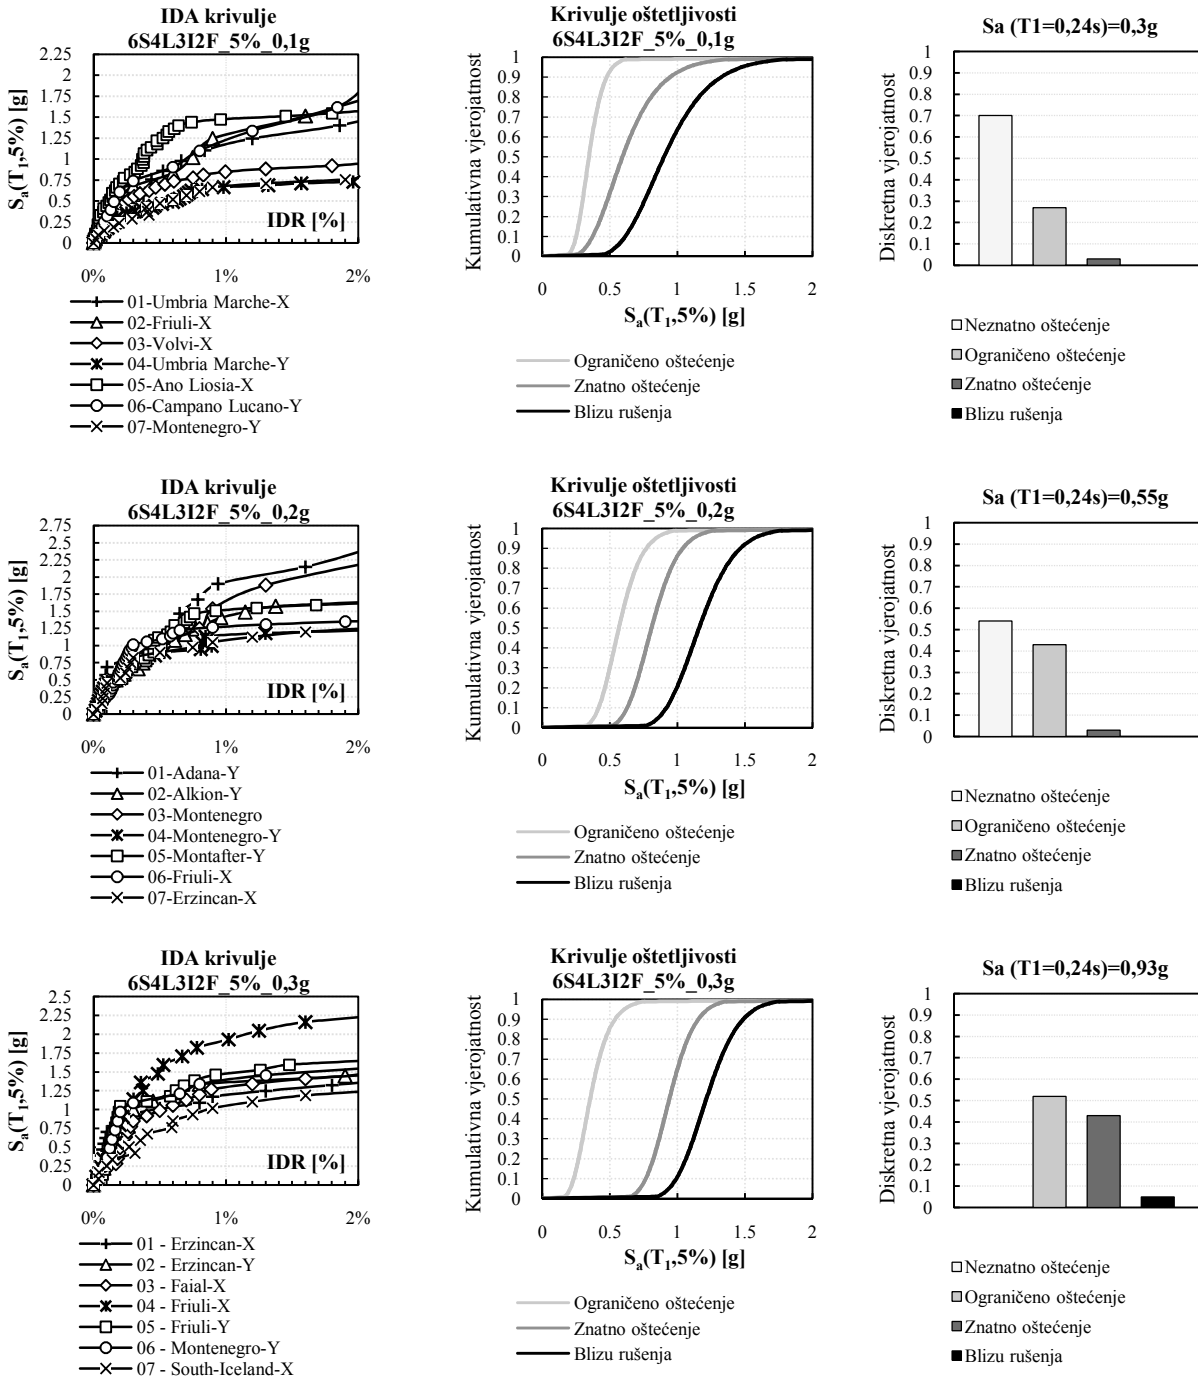 IDA krivulje
6S4L3I2F_5%_0,1g
Sa(T1,5%) [g]
2.25
2
1.75
1.5
1.25
1
0.75
0.5
0.25
0
IDR [%]
0% 1% 2%
01-Umbria Marche-X
02-Friuli-X
03-Volvi-X
04-Umbria Marche-Y
05-Ano Liosia-X
06-Campano Lucano-Y
07-Montenegro-Y
Krivulje oštetljivosti
6S4L3I2F_5%_0,1g
Kumulativna vjerojatnost
1
0.9
0.8
0.7
0.6
0.5
0.4
0.3
0.2
0.1
0
0 0.5 1 1.5 2
Sa(T1,5%) [g]
Ograničeno oštećenje
Znatno oštećenje
Blizu rušenja
Sa (T1=0,24s)=0,3g
Diskretna vjerojatnost
1
0.9
0.8
0.7
0.6
0.5
0.4
0.3
0.2
0.1
0
Neznatno oštećenje
Ograničeno oštećenje
Znatno oštećenje
Blizu rušenja
IDA krivulje
6S4L3I2F_5%_0,2g
Sa(T1,5%) [g]
2.75
2.5
2.25
2
1.75
1.5
1.25
1
0.75
0.5
0.25
0
IDR [%]
0% 1% 2%
01-Adana-Y
02-Alkion-Y
03-Montenegro
04-Montenegro-Y
05-Montafter-Y
06-Friuli-X
07-Erzincan-X
Krivulje oštetljivosti
6S4L3I2F_5%_0,2g
Kumulativna vjerojatnost
1
0.9
0.8
0.7
0.6
0.5
0.4
0.3
0.2
0.1
0
0 0.5 1 1.5 2
Sa(T1,5%) [g]
Ograničeno oštećenje
Znatno oštećenje
Blizu rušenja
Sa (T1=0,24s)=0,55g
Diskretna vjerojatnost
1
0.9
0.8
0.7
0.6
0.5
0.4
0.3
0.2
0.1
0
Neznatno oštećenje
Ograničeno oštećenje
Znatno oštećenje
Blizu rušenja
IDA krivulje
6S4L3I2F_5%_0,3g
Sa(T1,5%) [g]
2.5
2.25
2
1.75
1.5
1.25
1
0.75
0.5
0.25
0
IDR [%]
0% 1% 2%
01 - Erzincan-X
02 - Erzincan-Y
03 - Faial-X
04 - Friuli-X
05 - Friuli-Y
06 - Montenegro-Y
07 - South-Iceland-X
Krivulje oštetljivosti
6S4L3I2F_5%_0,3g
Kumulativna vjerojatnost
1
0.9
0.8
0.7
0.6
0.5
0.4
0.3
0.2
0.1
0
0 0.5 1 1.5 2
Sa(T1,5%) [g]
Ograničeno oštećenje
Znatno oštećenje
Blizu rušenja
Sa (T1=0,24s)=0,93g
Diskretna vjerojatnost
1
0.9
0.8
0.7
0.6
0.5
0.4
0.3
0.2
0.1
0
Neznatno oštećenje
Ograničeno oštećenje
Znatno oštećenje
Blizu rušenja